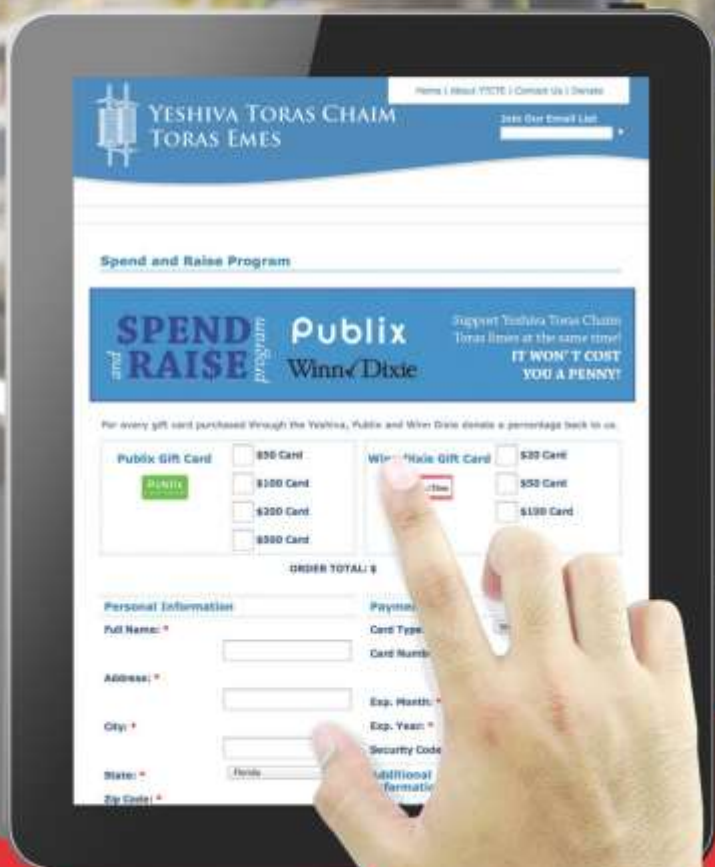 Home | About YTCTE | Contact Us | Donate
YESHIVA TORAS CHAIM
TORAS EMES
Join Our Email List
*
Spend and Raise Program
SPEND
and RAI$E
program
Publix
Winn Dixie
Support Yeshiva Toras Chaim
Toras Emes at the same time!
IT WON'T COST
YOU A PENNY!
For every gift card purchased through the Yeshiva, Publix and Winn Dixie donate a percentage back to us.
Publix Gift Card
Publix
$50 Card
$100 Card
$200 Card
$500 Card
Gift Card
$20 Card
$50 Card
$100 Card
ORDER TOTAL: $
Personal Information
Full Name: *
Address: *
City: *
State: *
Florida
Zip Code: *
Card Type
Exp. Month: *
Exp. Year: *
Security Code